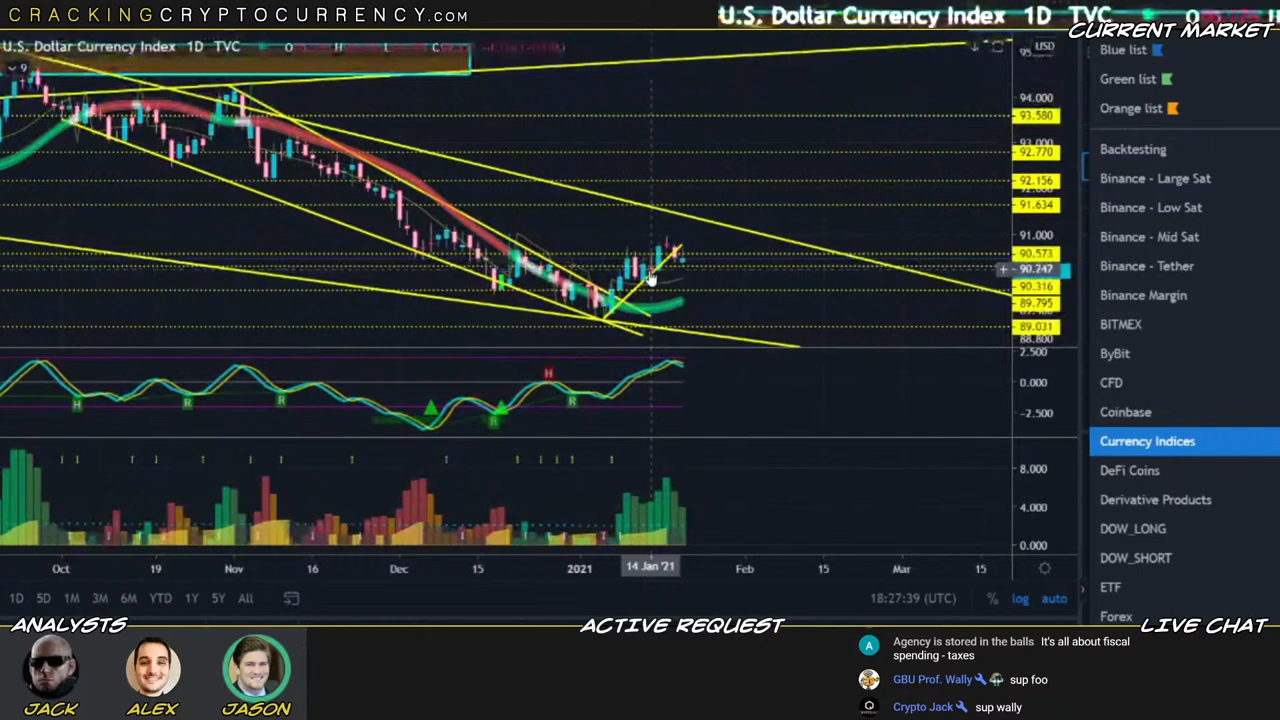 CRACKINGCRYPTOCURRENCY.COM
U.S. Dollar Currency Index 1D TVC
CURRENT MARKET
U.S. Dollar Currency Index 1D TVC O H L C
9
USD
94.000
93.580
93.000
92.770
92.156
91.634
91.000
90.573
90.247
90.316
89.795
89.031
88.800
2.500
0.000
-2.500
H
R
R
R
H
R
8.000
4.000
0.000
Oct 19 Nov 16 Dec 15 2021 14 Jan '21 Feb 15 Mar 15
1D 5D 1M 3M 6M YTD 1Y 5Y All
18:27:39 (UTC) % log auto
Blue list
Green list
Orange list
Backtesting
Binance - Large Sat
Binance - Low Sat
Binance - Mid Sat
Binance - Tether
Binance Margin
BITMEX
ByBit
CFD
Coinbase
Currency Indices
DeFi Coins
Derivative Products
DOW_LONG
DOW_SHORT
ETF
Forex
ANALYSTS
ACTIVE REQUEST
LIVE CHAT
JACK ALEX JASON
A Agency is stored in the balls It's all about fiscal
spending - taxes
GBU Prof. Wally sup foo
Crypto Jack sup wally